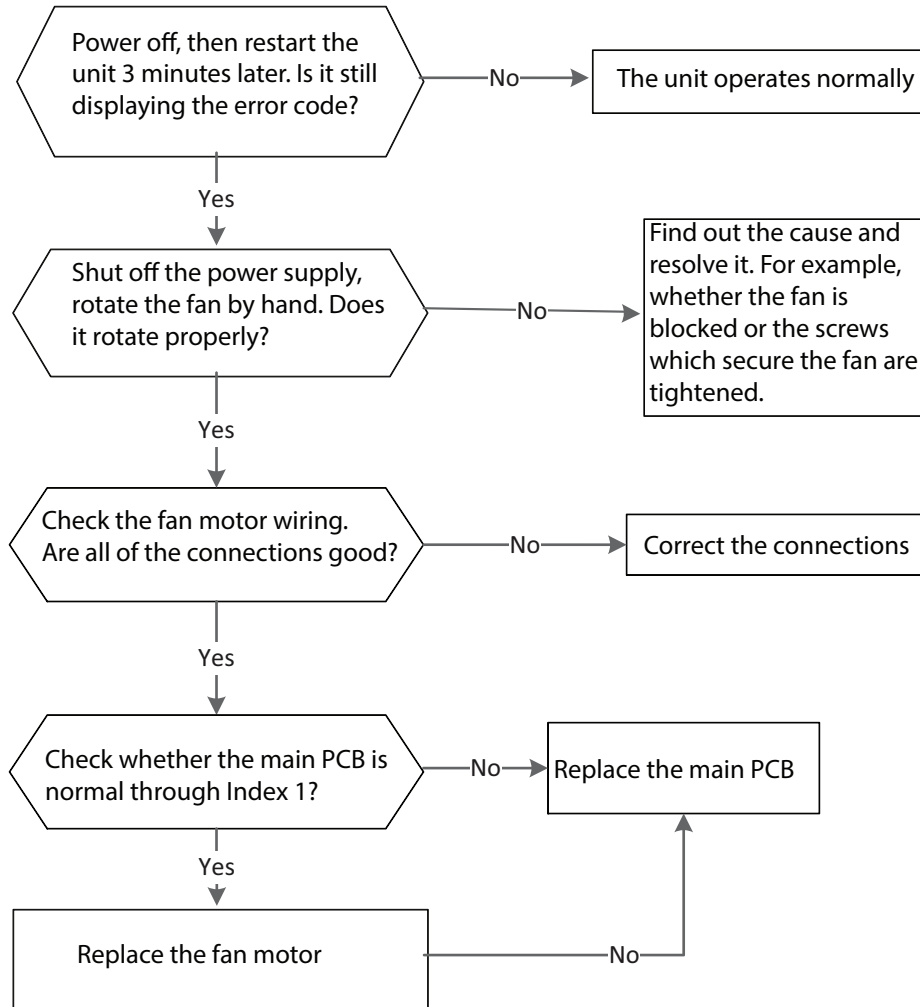 Power off, then restart the
unit 3 minutes later. Is it still
displaying the error code?
No
The unit operates normally
Yes
Shut off the power supply,
rotate the fan by hand. Does
it rotate properly?
No
Find out the cause and
resolve it. For example,
whether the fan is
blocked or the screws
which secure the fan are
tightened.
Yes
Check the fan motor wiring.
Are all of the connections good?
No
Correct the connections
Yes
Check whether the main PCB is
normal through Index 1?
No
Replace the main PCB
Yes
Replace the fan motor
No